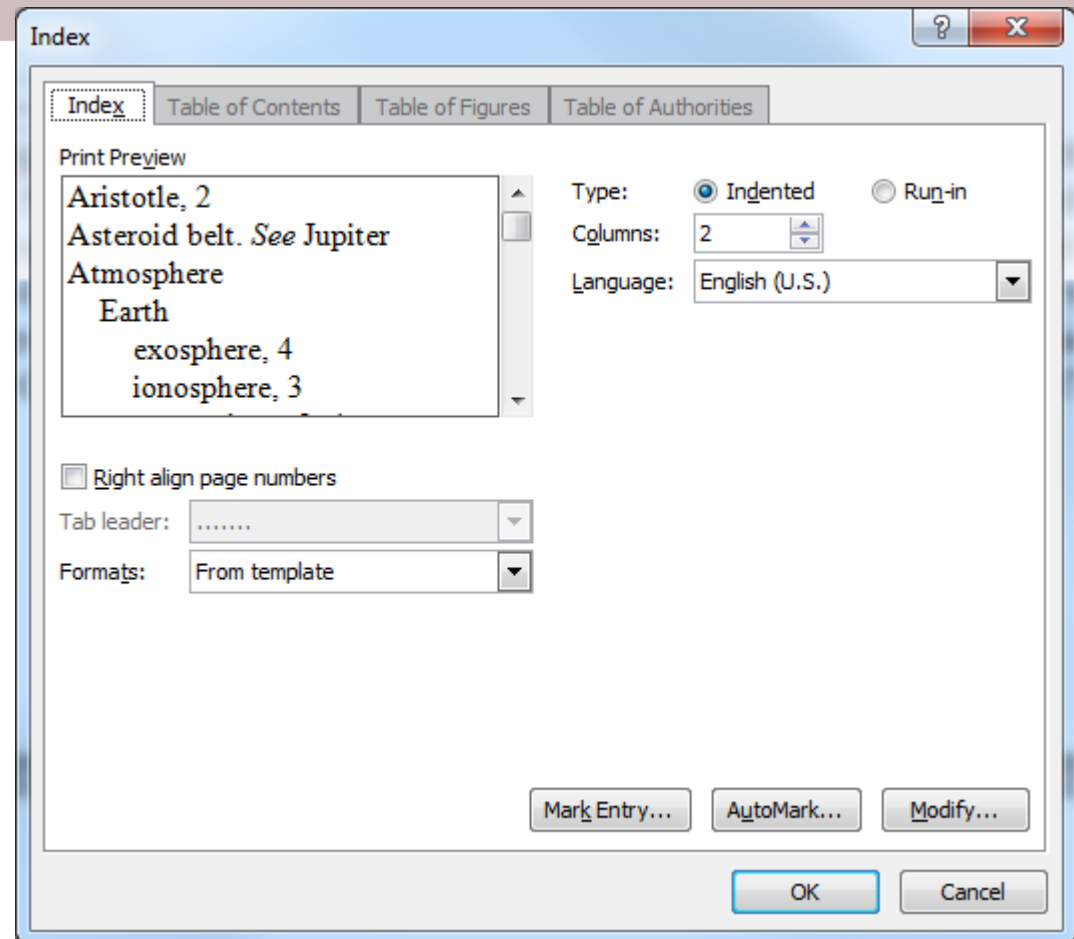 Index
Index
Table of Contents
Table of Figures
Table of Authorities
Print Preview
Aristotle, 2
Asteroid belt. See Jupiter
Atmosphere
Earth
exosphere, 4
ionosphere, 3
Type:
Indented
Run-in
Columns:
2
Language:
English (U.S.)
Right align page numbers
Tab leader:
.......
Formats:
From template
Mark Entry...
AutoMark...
Modify...
OK
Cancel